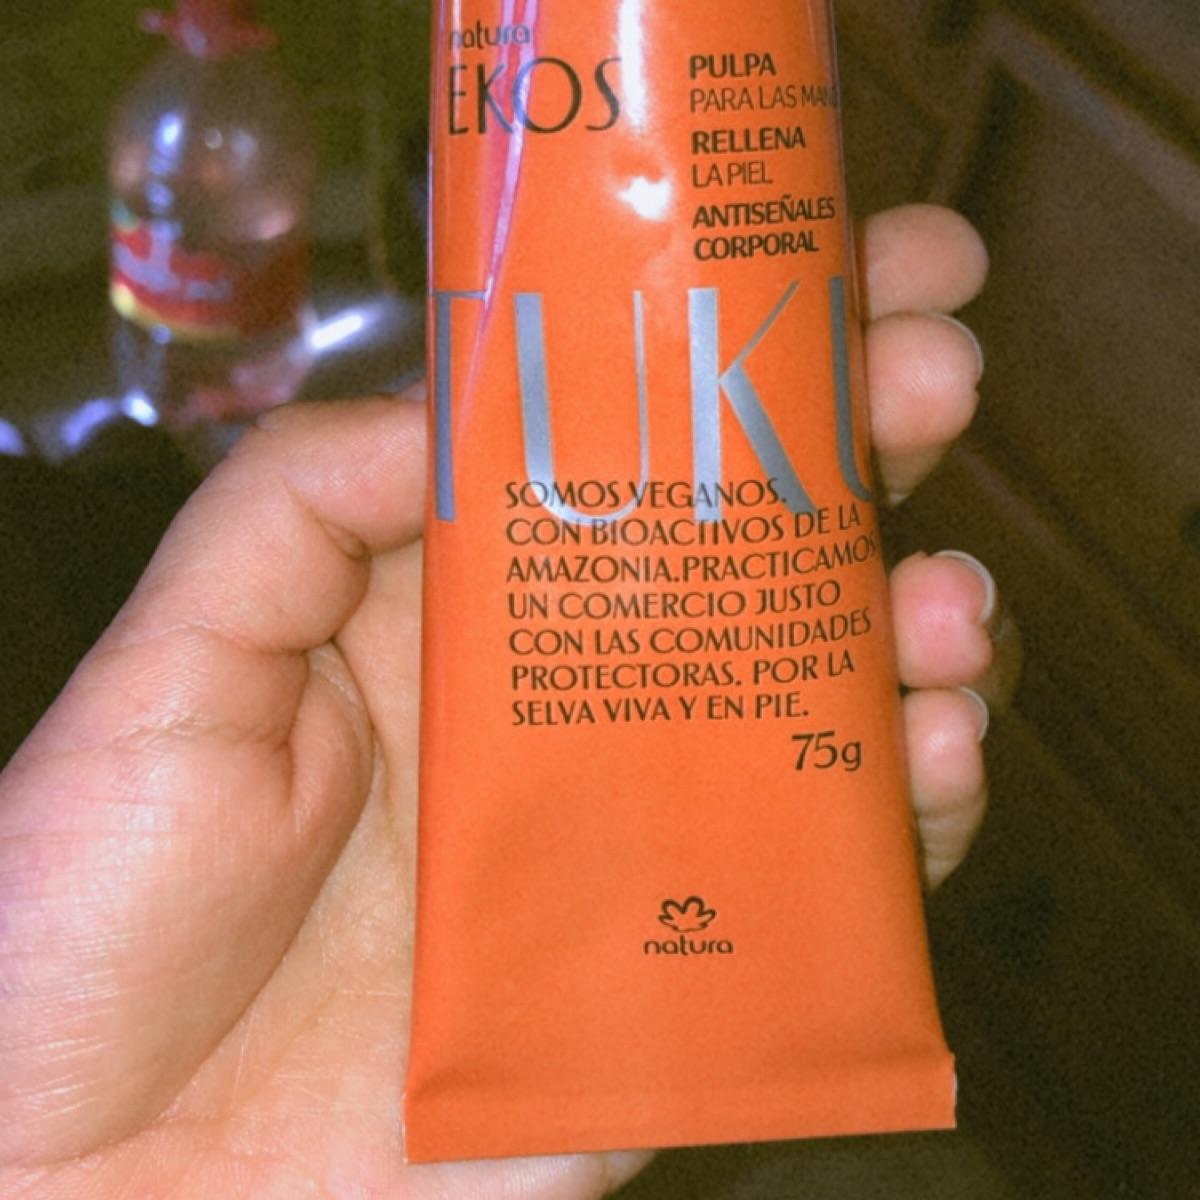 natura
EKOS
PULPA
PARA LAS MAN
RELLENA
LA PIEL
ANTISEÑALES
CORPORAL
TUKU
SOMOS VEGANOS.
CON BIOACTIVOS DE LA
AMAZONIA.PRACTICAMOS
UN COMERCIO JUSTO
CON LAS COMUNIDADES
PROTECTORAS. POR LA
SELVA VIVA Y EN PIE.
75g
natura